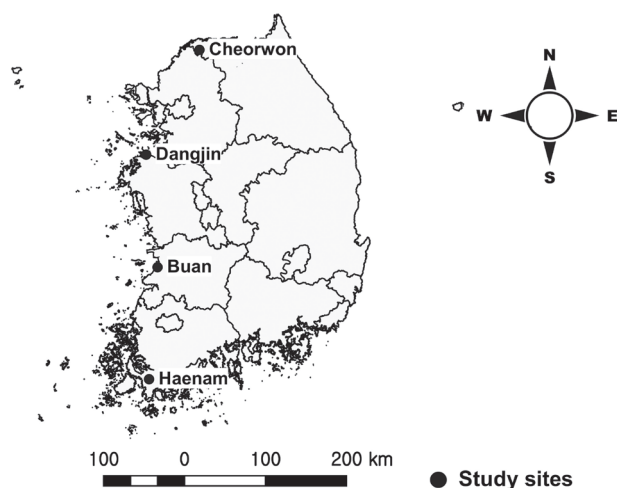 Cheorwon
N
W E
S
Dangjin
Buan
Haenam
100 0 100 200 km
Study sites